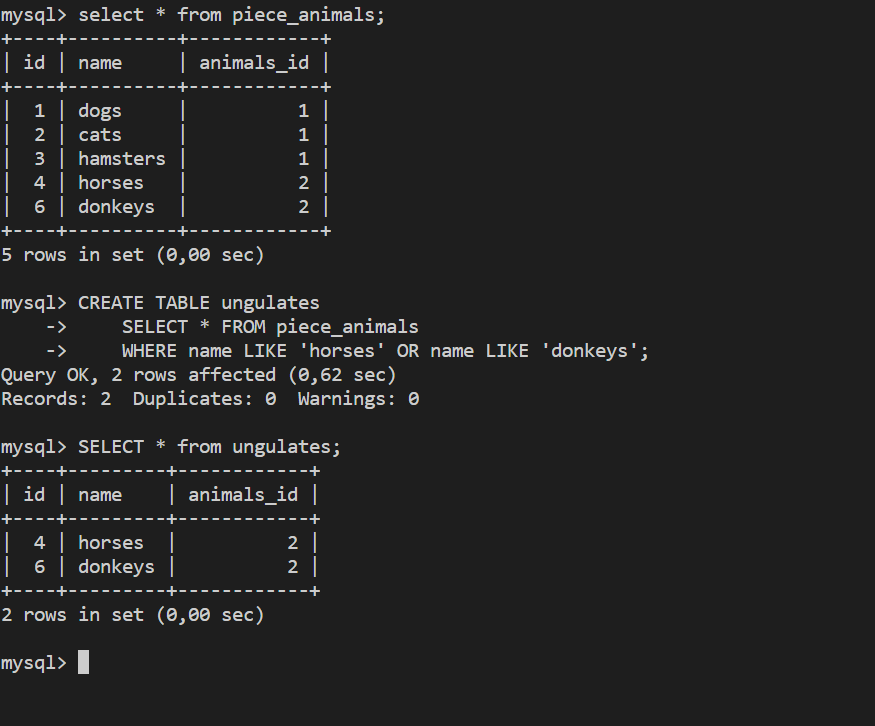 mysql> select * from piece_animals;
+----+----------+------------+
| id | name     | animals_id |
+----+----------+------------+
|  1 | dogs     |          1 |
|  2 | cats     |          1 |
|  3 | hamsters |          1 |
|  4 | horses   |          2 |
|  6 | donkeys  |          2 |
+----+----------+------------+
5 rows in set (0,00 sec)

mysql> CREATE TABLE ungulates
    ->     SELECT * FROM piece_animals
    ->     WHERE name LIKE 'horses' OR name LIKE 'donkeys';
Query OK, 2 rows affected (0,62 sec)
Records: 2  Duplicates: 0  Warnings: 0

mysql> SELECT * from ungulates;
+----+---------+------------+
| id | name    | animals_id |
+----+---------+------------+
|  4 | horses  |          2 |
|  6 | donkeys |          2 |
+----+---------+------------+
2 rows in set (0,00 sec)

mysql>